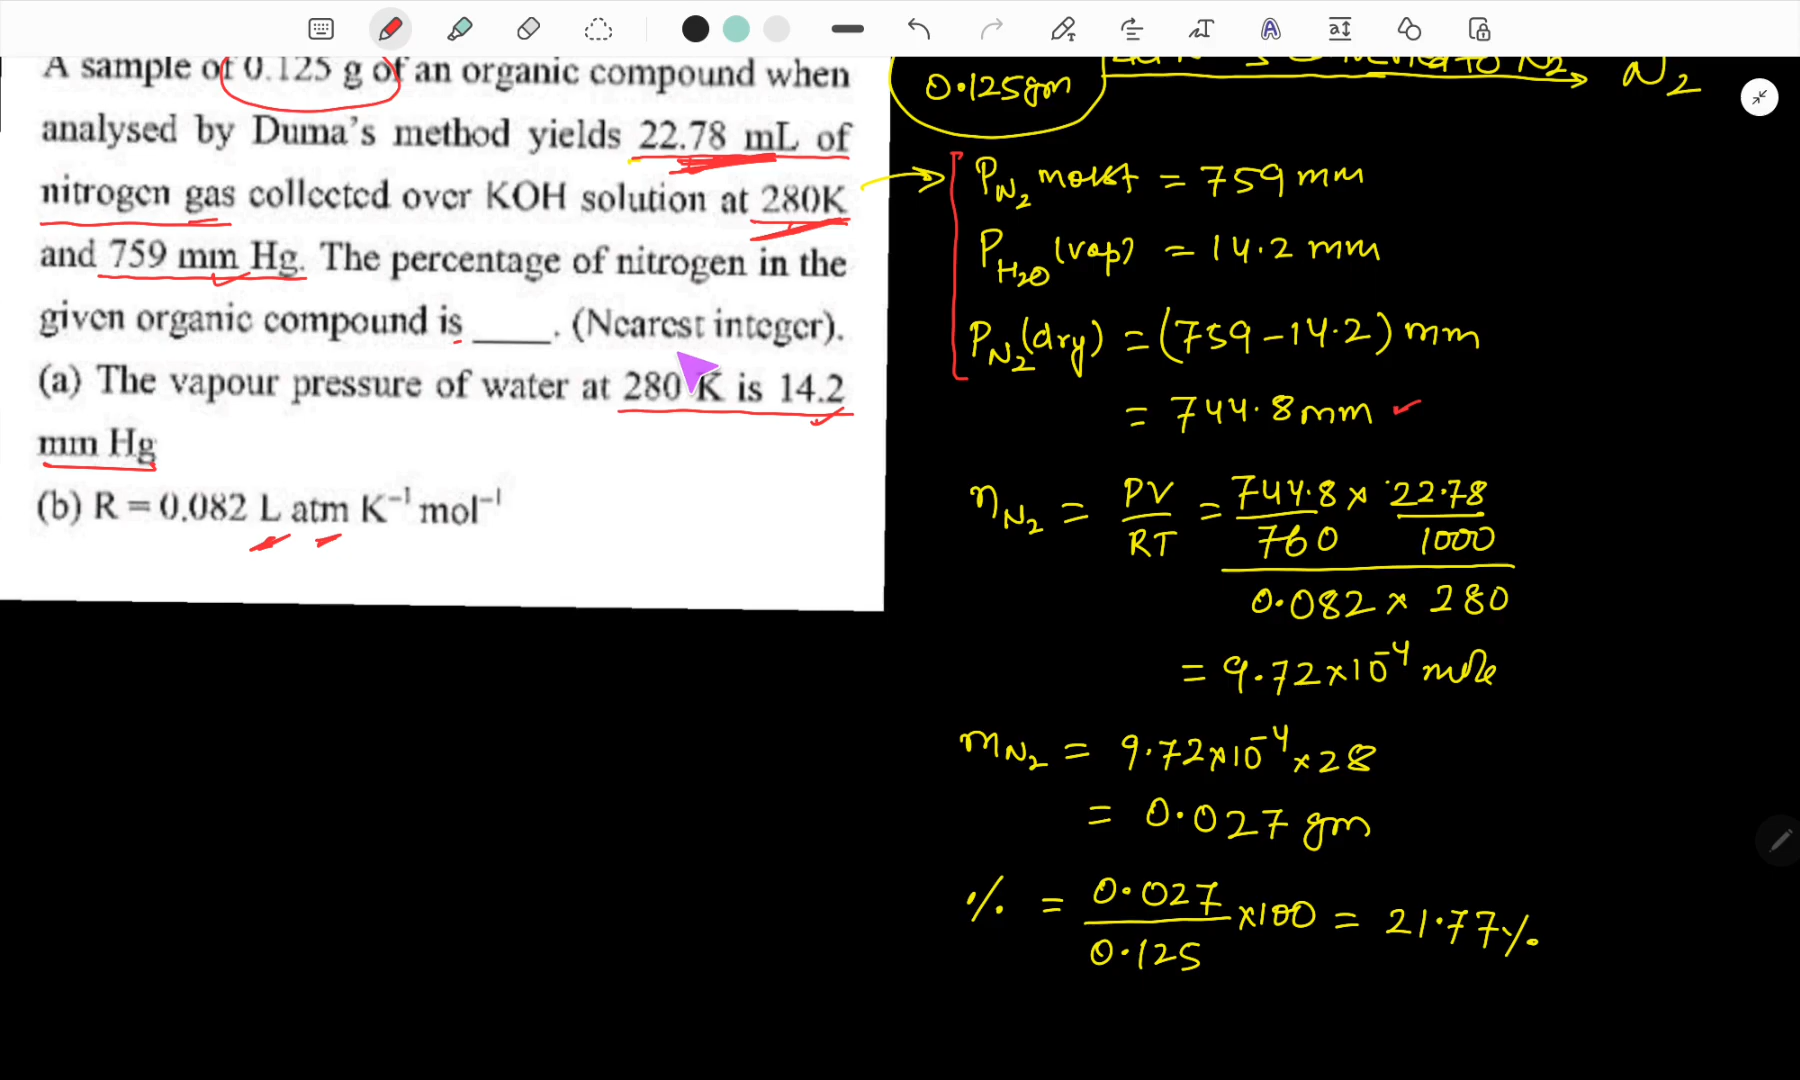 A sample of 0.125 g of an organic compound when
analysed by Duma's method yields 22.78 mL of
nitrogen gas collected over KOH solution at 280K
and 759 mm Hg. The percentage of nitrogen in the
given organic compound is ____. (Nearest integer).
(a) The vapour pressure of water at 280 K is 14.2
mm Hg
(b) R = 0.082 L atm K⁻¹ mol⁻¹
0.125gm N₂
P_N₂ moist = 759 mm
P_H₂O (vap) = 14.2 mm
P_N₂(dry) = (759 - 14.2) mm
= 744.8 mm
n_N₂ = PV/RT = (744.8/760 × 22.78/1000)/(0.082 × 280)
= 9.72×10⁻⁴ mole
m_N₂ = 9.72×10⁻⁴ × 28
= 0.027 gm
% = 0.027/0.125 ×100 = 21.77%